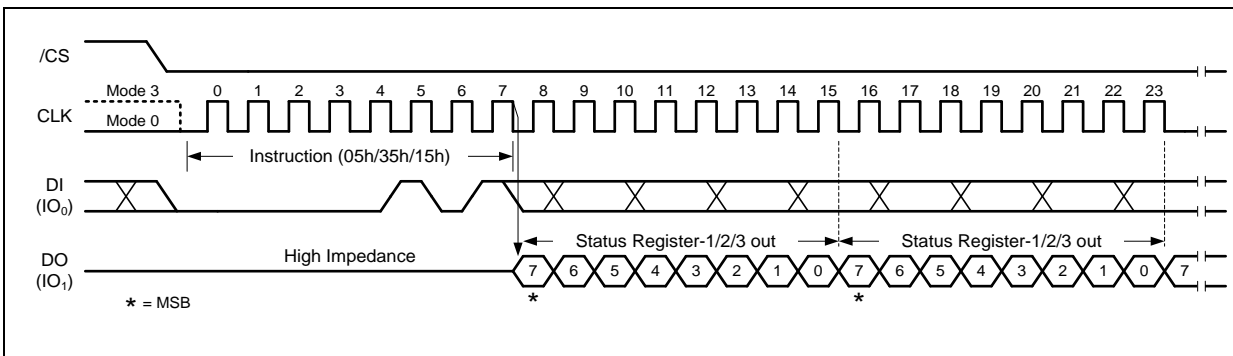 /CS
Mode 3 0 1 2 3 4 5 6 7 8 9 10 11 12 13 14 15 16 17 18 19 20 21 22 23
CLK
Mode 0
Instruction (05h/35h/15h)
DI
(IO₀)
Status Register-1/2/3 out Status Register-1/2/3 out
High Impedance
DO
(IO₁)
7 6 5 4 3 2 1 0 7 6 5 4 3 2 1 0 7
* *
* = MSB